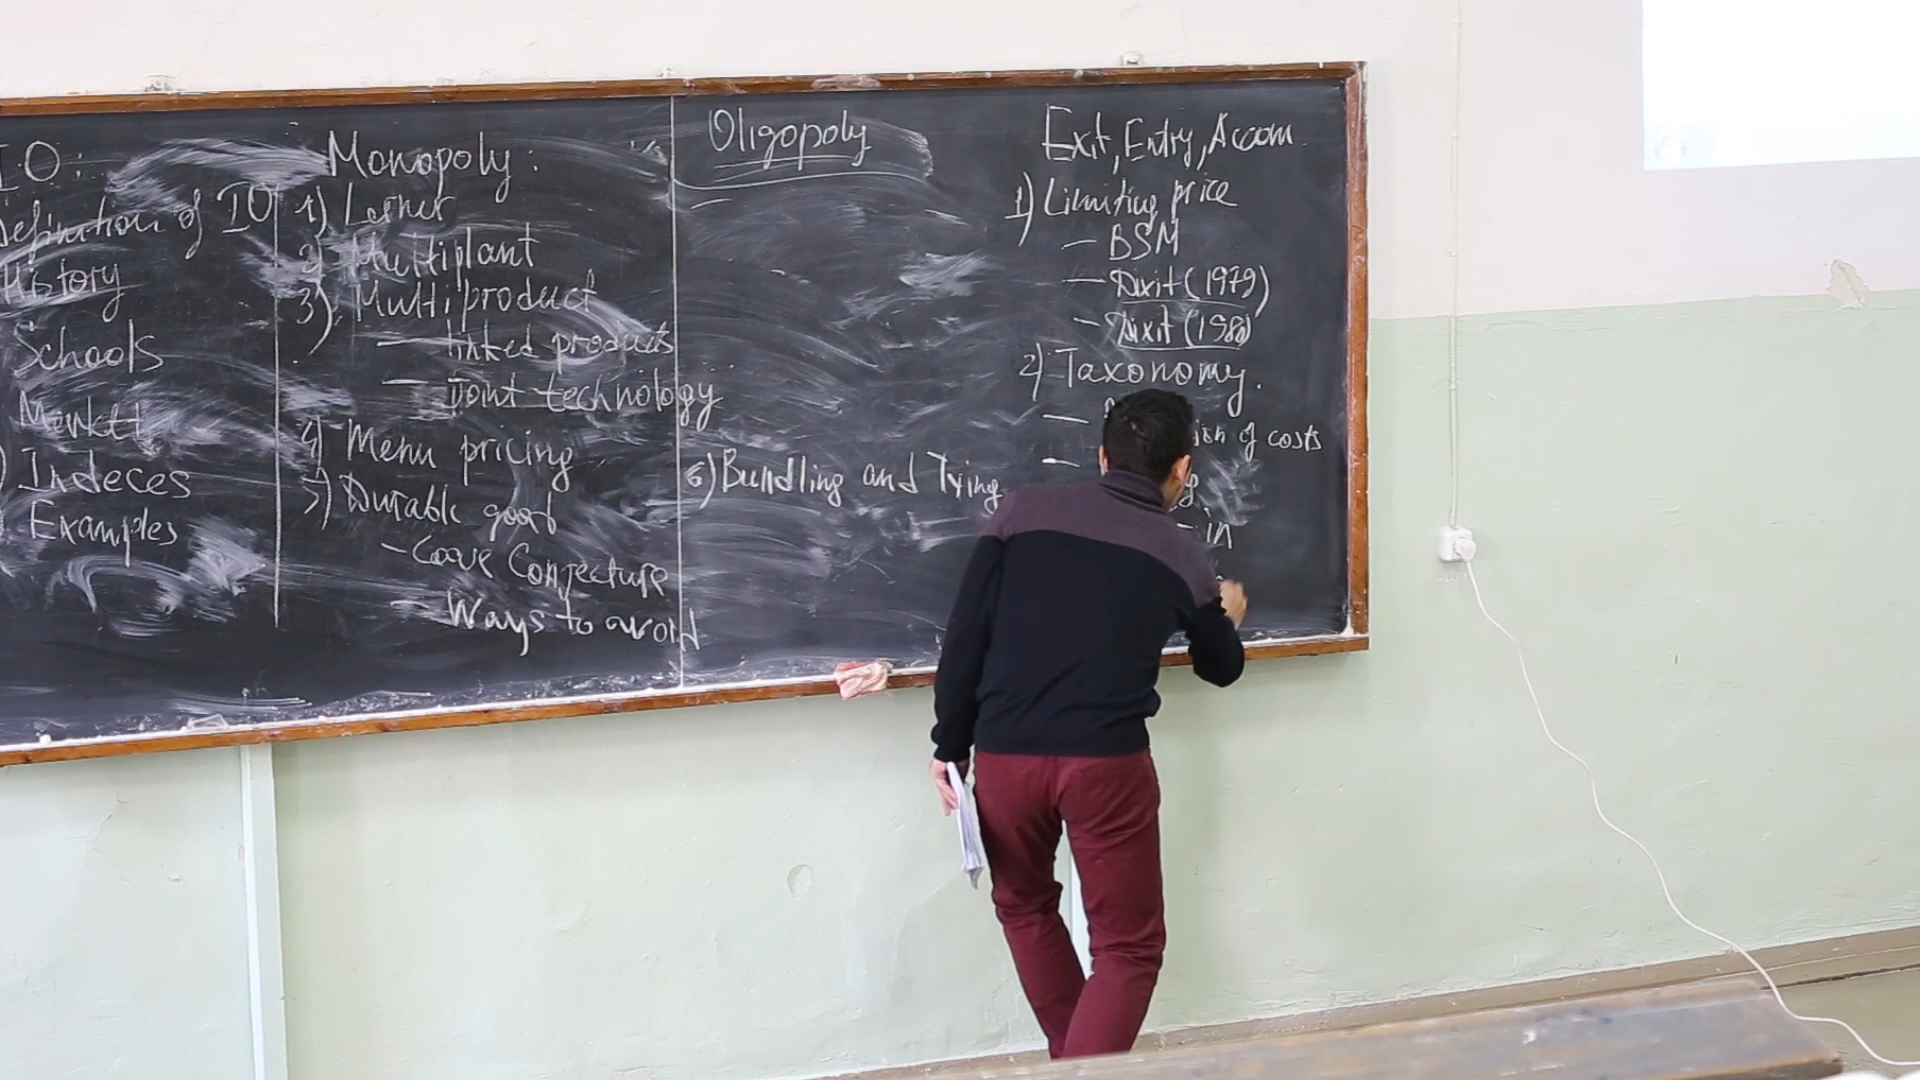 IO:
Definition of IO
History
Schools
Markett
Indeces
Examples
Monopoly:
1) Lerner
2) Multiplant
3) Multiproduct
- linked products
- joint technology
4) Menu pricing
5) Durable good
- Coase Conjecture
- Ways to avoid
Oligopoly
6) Bundling and Tying
Exit, Entry, Accom.
1) Limiting price
- BSM
- Dixit (1979)
- Dixit (1980)
2) Taxonomy.
of costs
in